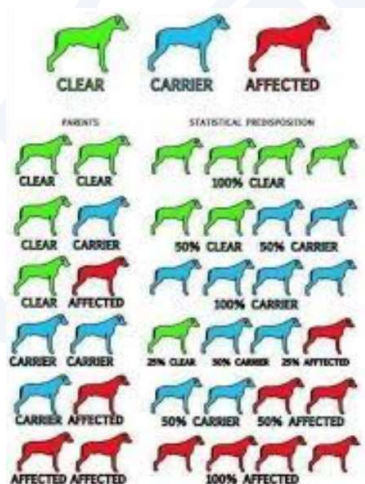 CLEAR CARRIER AFFECTED
PARENTS STATISTICAL PREDISPOSITION
CLEAR CLEAR 100% CLEAR
CLEAR CARRIER 50% CLEAR 50% CARRIER
CLEAR AFFECTED 100% CARRIER
CARRIER CARRIER 25% CLEAR 50% CARRIER 25% AFFECTED
CARRIER AFFECTED 50% CARRIER 50% AFFECTED
AFFECTED AFFECTED 100% AFFECTED